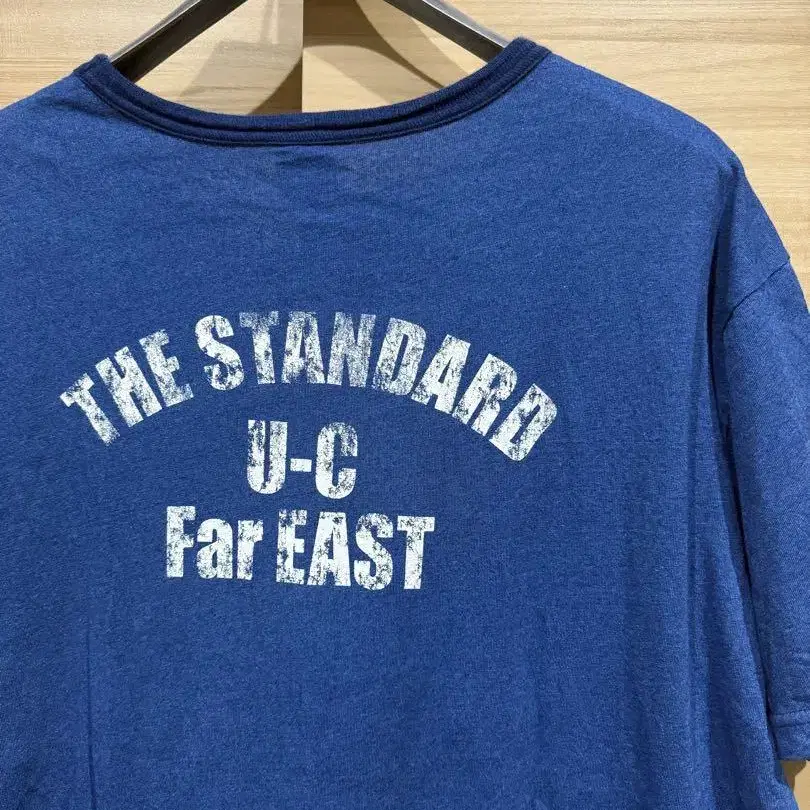 THE STANDARD
U-C
Far EAST